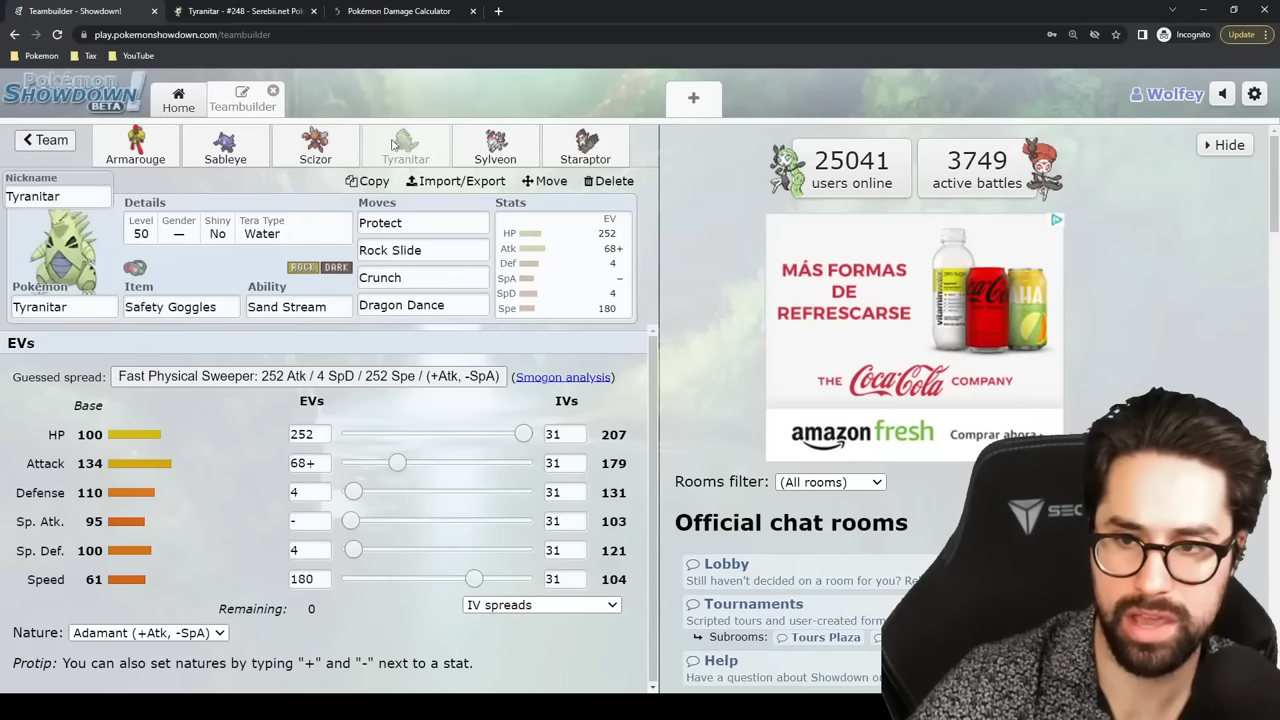 Teambuilder - Showdown!
Tyranitar - #248 - Serebii.net Pok
Pokémon Damage Calculator
play.pokemonshowdown.com/teambuilder
Incognito
Update
Pokemon
Tax
YouTube
Pokémon
Showdown!
BETA
Home
Teambuilder
+
Wolfey
< Team
Armarouge
Sableye
Scizor
Tyranitar
Sylveon
Staraptor
25041
users online
3749
active battles
Hide
Nickname
Tyranitar
Copy
Import/Export
Move
Delete
Details
Level
50
Gender
—
Shiny
No
Tera Type
Water
ROCK
DARK
Pokémon
Tyranitar
Item
Safety Goggles
Ability
Sand Stream
Moves
Protect
Rock Slide
Crunch
Dragon Dance
Stats
EV
HP 252
Atk 68+
Def 4
SpA –
SpD 4
Spe 180
EVs
Guessed spread: Fast Physical Sweeper: 252 Atk / 4 SpD / 252 Spe / (+Atk, -SpA) (Smogon analysis)
Base EVs IVs
HP 100 252 31 207
Attack 134 68+ 31 179
Defense 110 4 31 131
Sp. Atk. 95 - 31 103
Sp. Def. 100 4 31 121
Speed 61 180 31 104
Remaining: 0
IV spreads
Nature: Adamant (+Atk, -SpA)
Protip: You can also set natures by typing "+" and "-" next to a stat.
MÁS FORMAS
DE
REFRESCARSE
THE Coca-Cola COMPANY
amazon fresh
Comprar ahora
AHA
Rooms filter: (All rooms)
Official chat rooms
Lobby
Still haven't decided on a room for you?
Tournaments
Scripted tours and user-created
Subrooms: Tours Plaza
Help
Have a question about Showdown